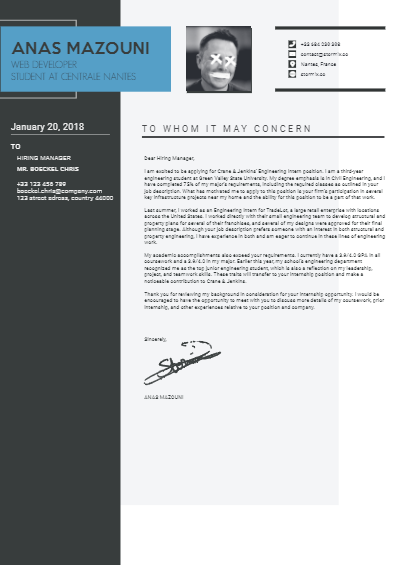 ANAS MAZOUNI
WEB DEVELOPER
STUDENT AT CENTRALE NANTES
contact@stormix.co
Nantes, France
stormix.co
January 20, 2018
TO
HIRING MANAGER
MR. BOECKEL CHRIS
+33 123 456 789
boeckel.chris@company.com
123 street adress, country 44000
TO WHOM IT MAY CONCERN
Dear Hiring Manager,
I am excited to be applying for Crane & Jenkins' Engineering Intern position. I am a third-year
engineering student at Green Valley State University. My degree emphasis is in Civil Engineering, and I
have completed 75% of my major's requirements, including the required classes as outlined in your
job description. What has motivated me to apply to this position is your firm's participation in several
key infrastructure projects near my home and the ability for this position to be a part of that work.
Last summer, I worked as an Engineering Intern for TradeLot, a large retail enterprise with locations
across the United States. I worked directly with their small engineering team to develop structural and
property plans for several of their franchises, and several of my designs were approved for their final
planning stage. Although your job description prefers someone with an interest in both structural and
property engineering, I have experience in both and am eager to continue in these lines of engineering
work.
My academic accomplishments also exceed your requirements. I currently have a 3.9/4.0 GPA in all
coursework and a 3.9/4.0 in my major. Earlier this year, my school's engineering department
recognized me as the top junior engineering student, which is also a reflection on my leadership,
project, and teamwork skills. These traits will transfer to your internship position and make a
noticeable contribution to Crane & Jenkins.
Thank you for reviewing my background in consideration for your internship opportunity. I would be
encouraged to have the opportunity to meet with you to discuss more details of my coursework, prior
internship, and other experiences relative to your position and company.
Sincerely,
ANAS MAZOUNI